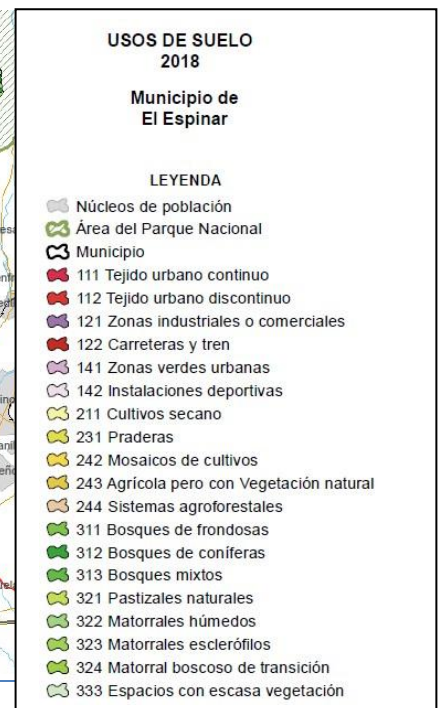 USOS DE SUELO
2018
Municipio de
El Espinar
LEYENDA
Núcleos de población
Área del Parque Nacional
Municipio
111 Tejido urbano continuo
112 Tejido urbano discontinuo
121 Zonas industriales o comerciales
122 Carreteras y tren
141 Zonas verdes urbanas
142 Instalaciones deportivas
211 Cultivos secano
231 Praderas
242 Mosaicos de cultivos
243 Agrícola pero con Vegetación natural
244 Sistemas agroforestales
311 Bosques de frondosas
312 Bosques de coníferas
313 Bosques mixtos
321 Pastizales naturales
322 Matorrales húmedos
323 Matorrales esclerófilos
324 Matorral boscoso de transición
333 Espacios con escasa vegetación